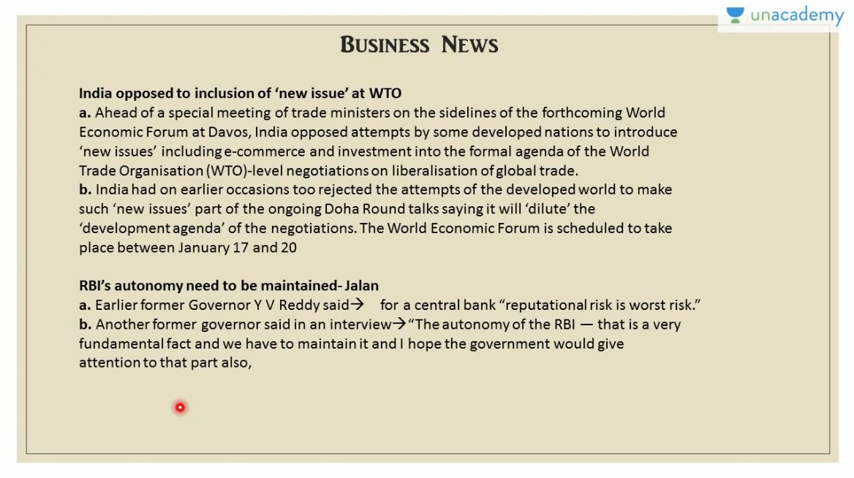 unacademy
BUSINESS NEWS
India opposed to inclusion of ‘new issue’ at WTO
a. Ahead of a special meeting of trade ministers on the sidelines of the forthcoming World
Economic Forum at Davos, India opposed attempts by some developed nations to introduce
‘new issues’ including e-commerce and investment into the formal agenda of the World
Trade Organisation (WTO)-level negotiations on liberalisation of global trade.
b. India had on earlier occasions too rejected the attempts of the developed world to make
such ‘new issues’ part of the ongoing Doha Round talks saying it will ‘dilute’ the
‘development agenda’ of the negotiations. The World Economic Forum is scheduled to take
place between January 17 and 20
RBI’s autonomy need to be maintained- Jalan
a. Earlier former Governor Y V Reddy said→ for a central bank “reputational risk is worst risk.”
b. Another former governor said in an interview→“The autonomy of the RBI — that is a very
fundamental fact and we have to maintain it and I hope the government would give
attention to that part also,